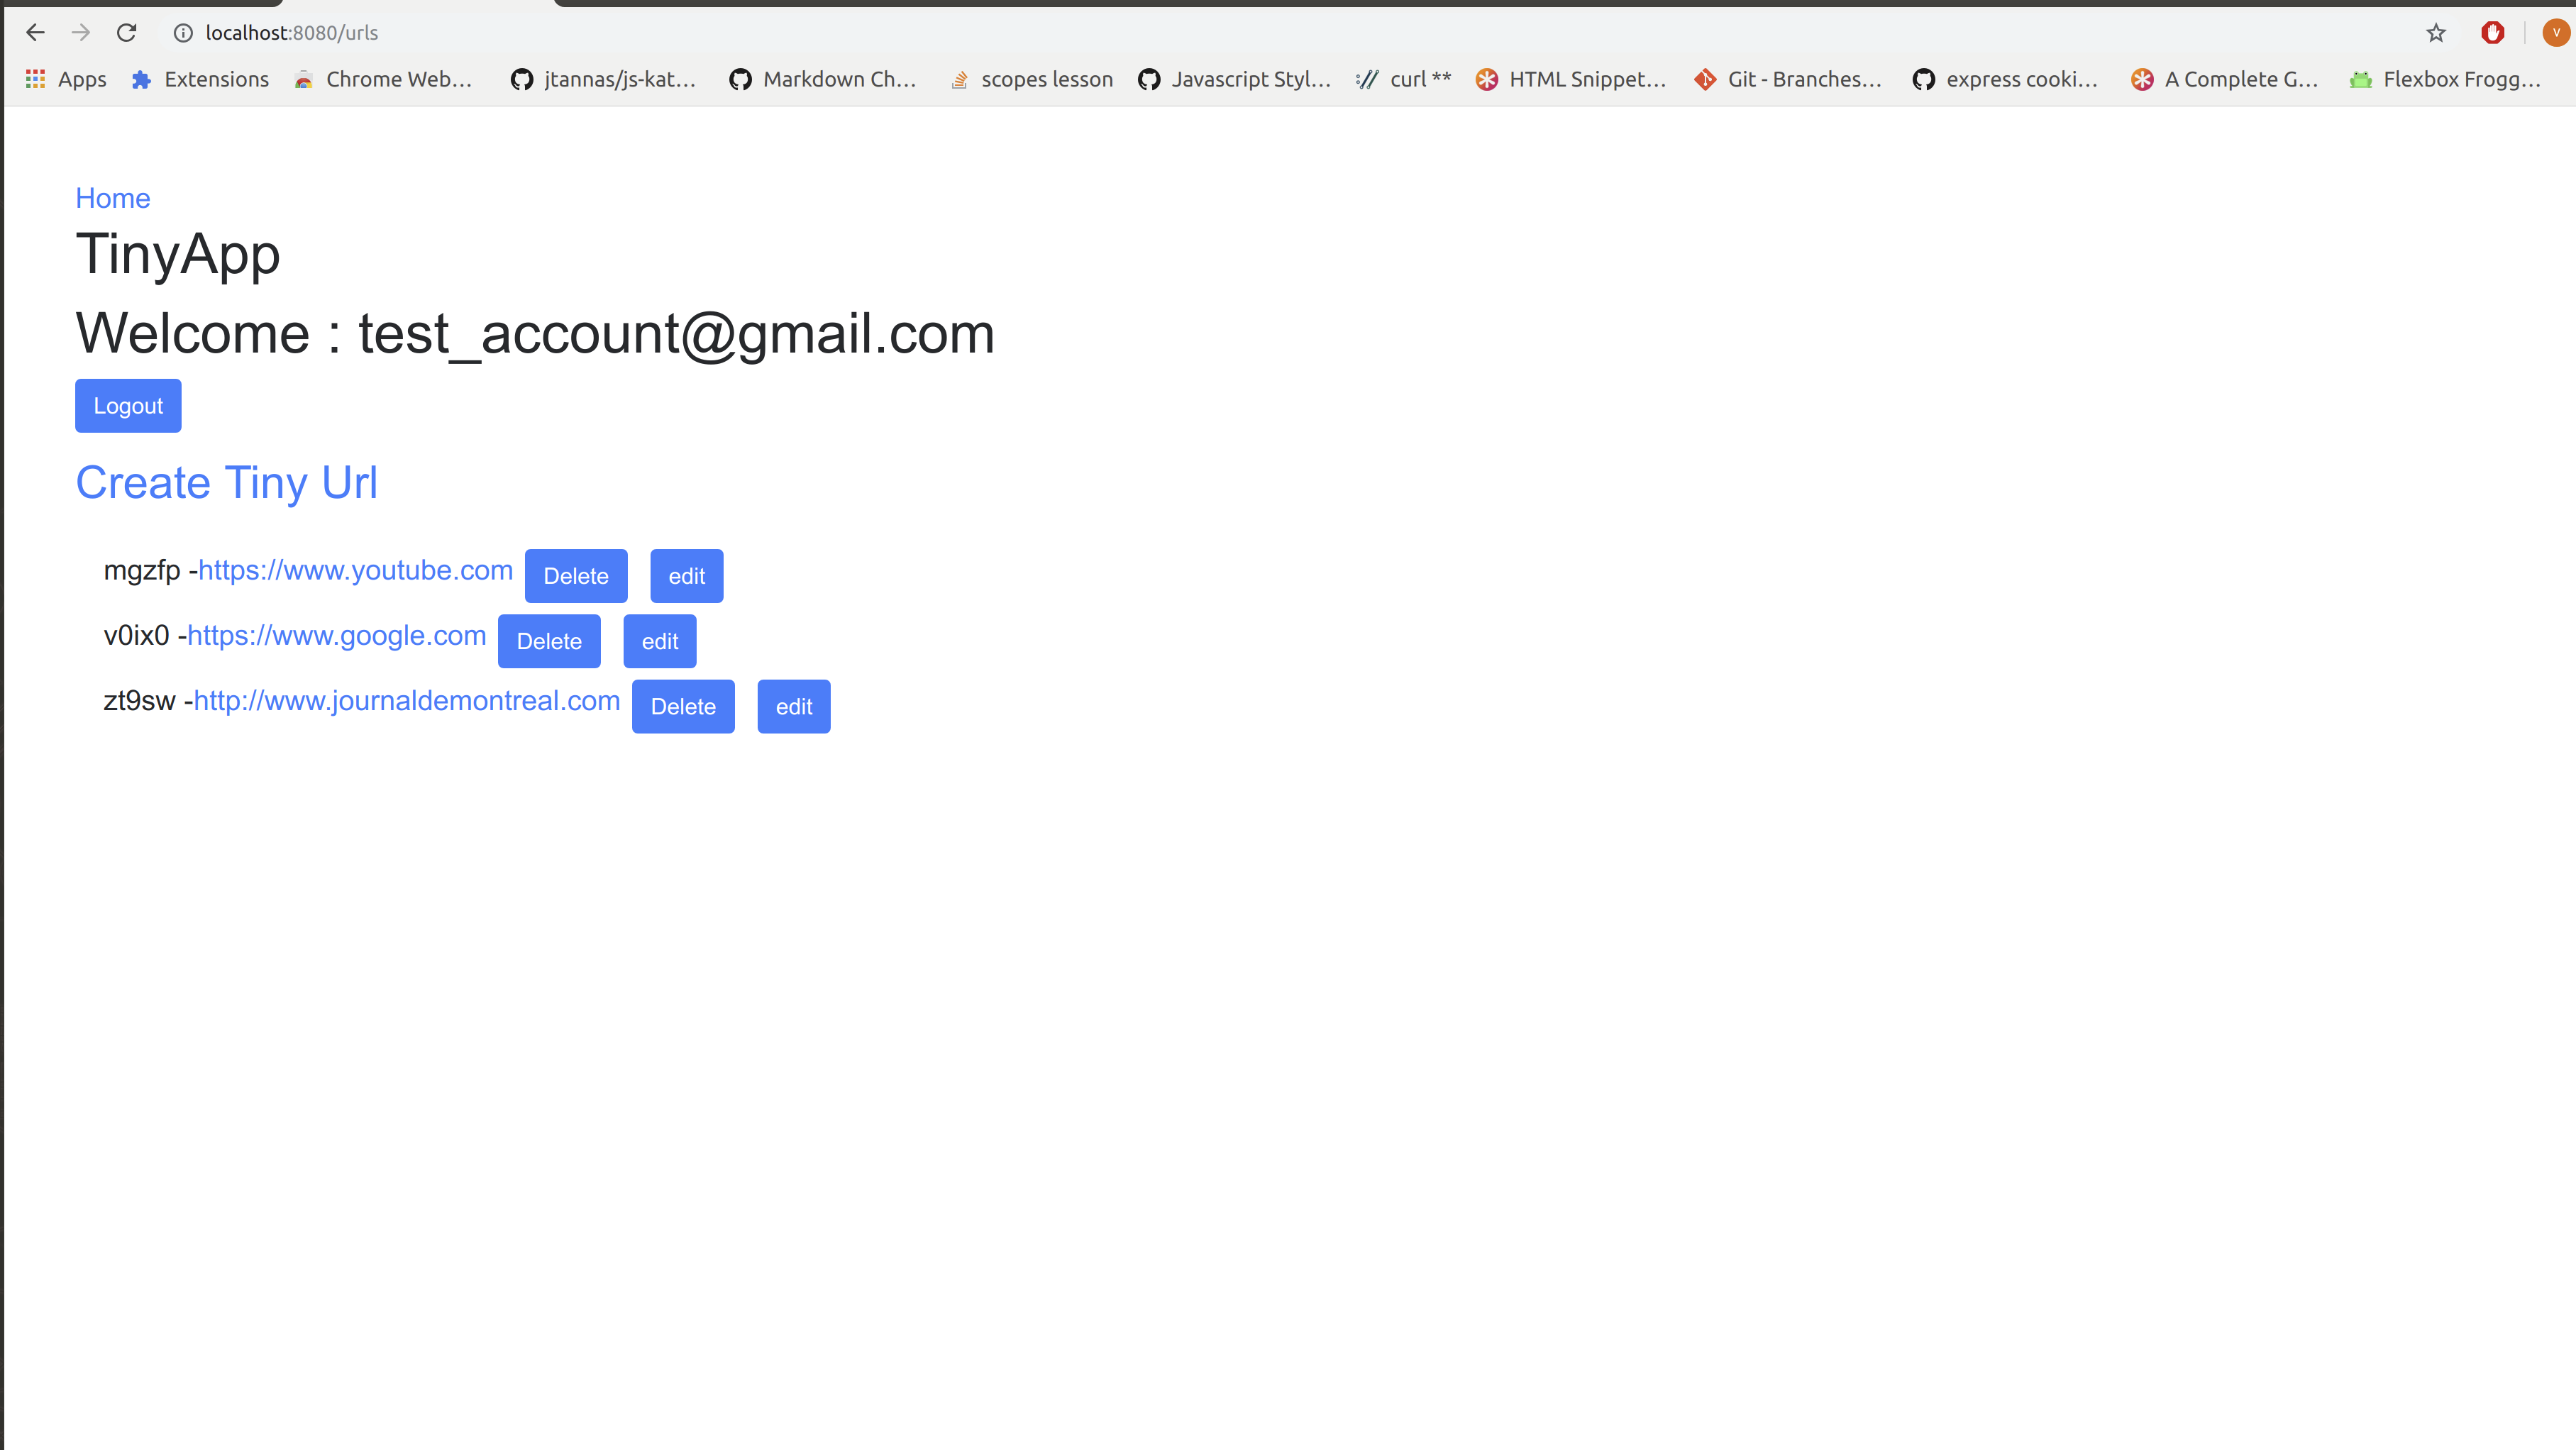 localhost:8080/urls
V
Apps Extensions Chrome Web... jtannas/js-kat... Markdown Ch... scopes lesson Javascript Styl... curl ** HTML Snippet... Git - Branches... express cooki... A Complete G... Flexbox Frogg...
Home
TinyApp
Welcome : test_account@gmail.com
Logout
Create Tiny Url
mgzfp -https://www.youtube.com Delete edit
v0ix0 -https://www.google.com Delete edit
zt9sw -http://www.journaldemontreal.com Delete edit